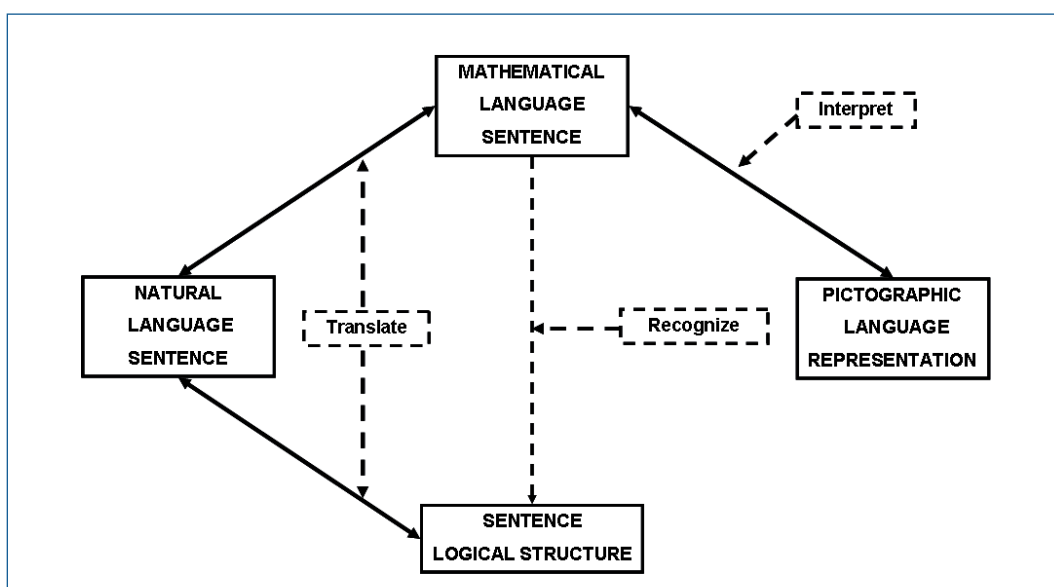 MATHEMATICAL
LANGUAGE
SENTENCE
Interpret
NATURAL
LANGUAGE
SENTENCE
Translate
Recognize
PICTOGRAPHIC
LANGUAGE
REPRESENTATION
SENTENCE
LOGICAL STRUCTURE